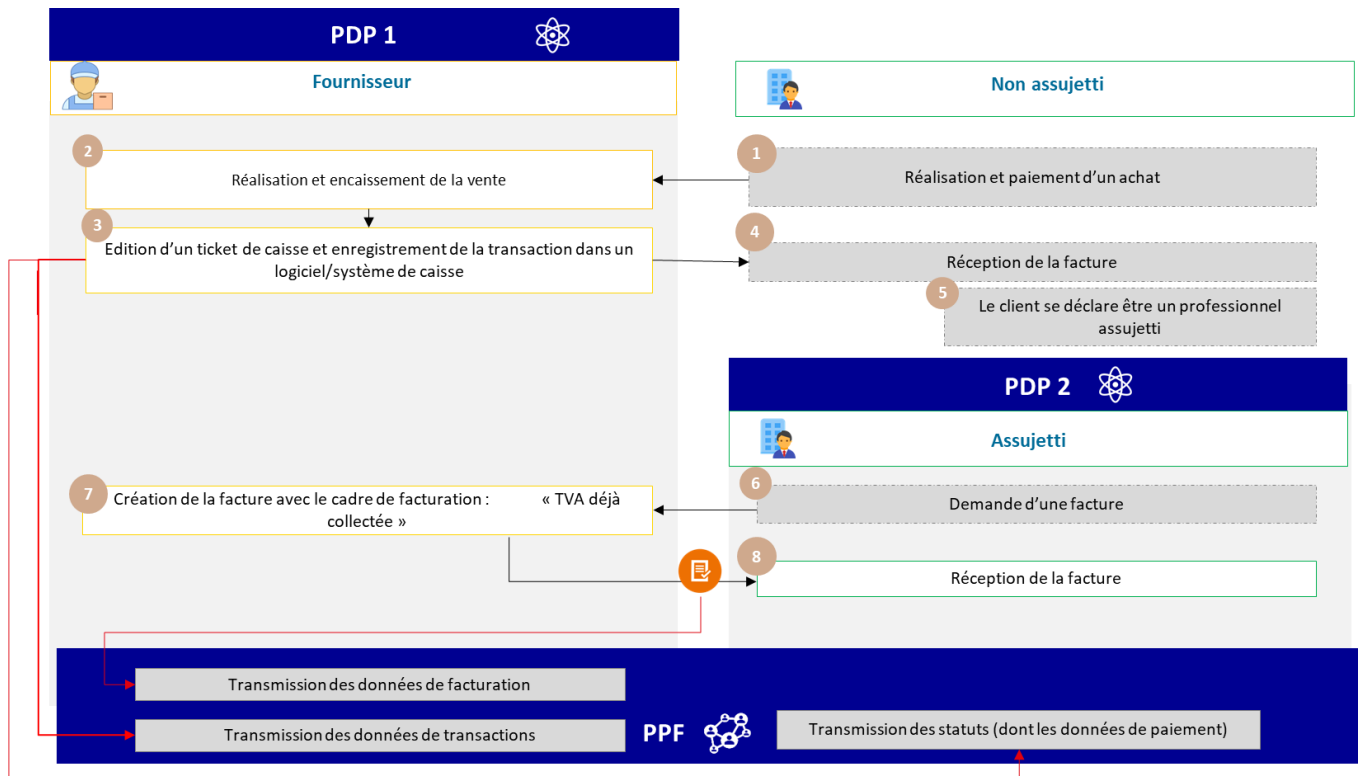 PDP 1
Fournisseur
Non assujetti
1
Réalisation et paiement d’un achat
2
Réalisation et encaissement de la vente
3
Edition d’un ticket de caisse et enregistrement de la transaction dans un
logiciel/système de caisse
4
Réception de la facture
5
Le client se déclare être un professionnel
assujetti
PDP 2
Assujetti
6
Demande d’une facture
7
Création de la facture avec le cadre de facturation : « TVA déjà
collectée »
8
Réception de la facture
Transmission des données de facturation
Transmission des données de transactions
PPF
Transmission des statuts (dont les données de paiement)